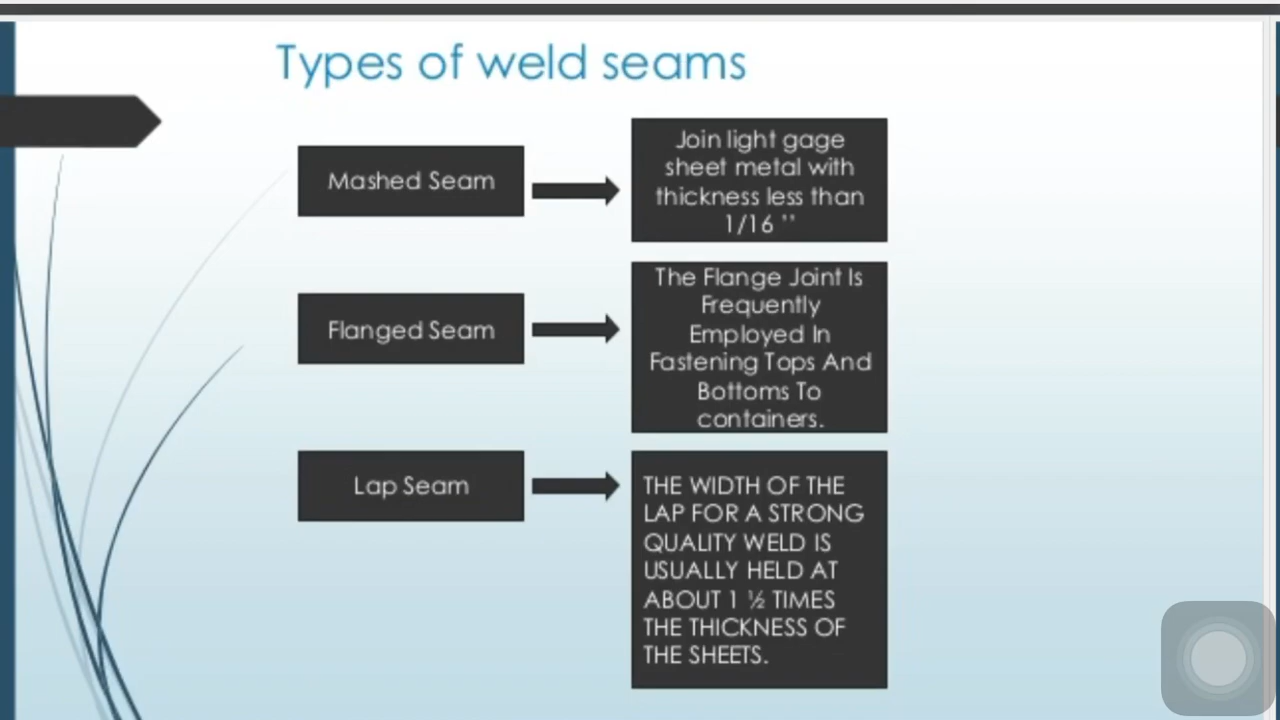 Types of weld seams
Mashed Seam
Join light gage
sheet metal with
thickness less than
1/16 ’’
Flanged Seam
The Flange Joint Is
Frequently
Employed In
Fastening Tops And
Bottoms To
containers.
Lap Seam
THE WIDTH OF THE
LAP FOR A STRONG
QUALITY WELD IS
USUALLY HELD AT
ABOUT 1 ½ TIMES
THE THICKNESS OF
THE SHEETS.